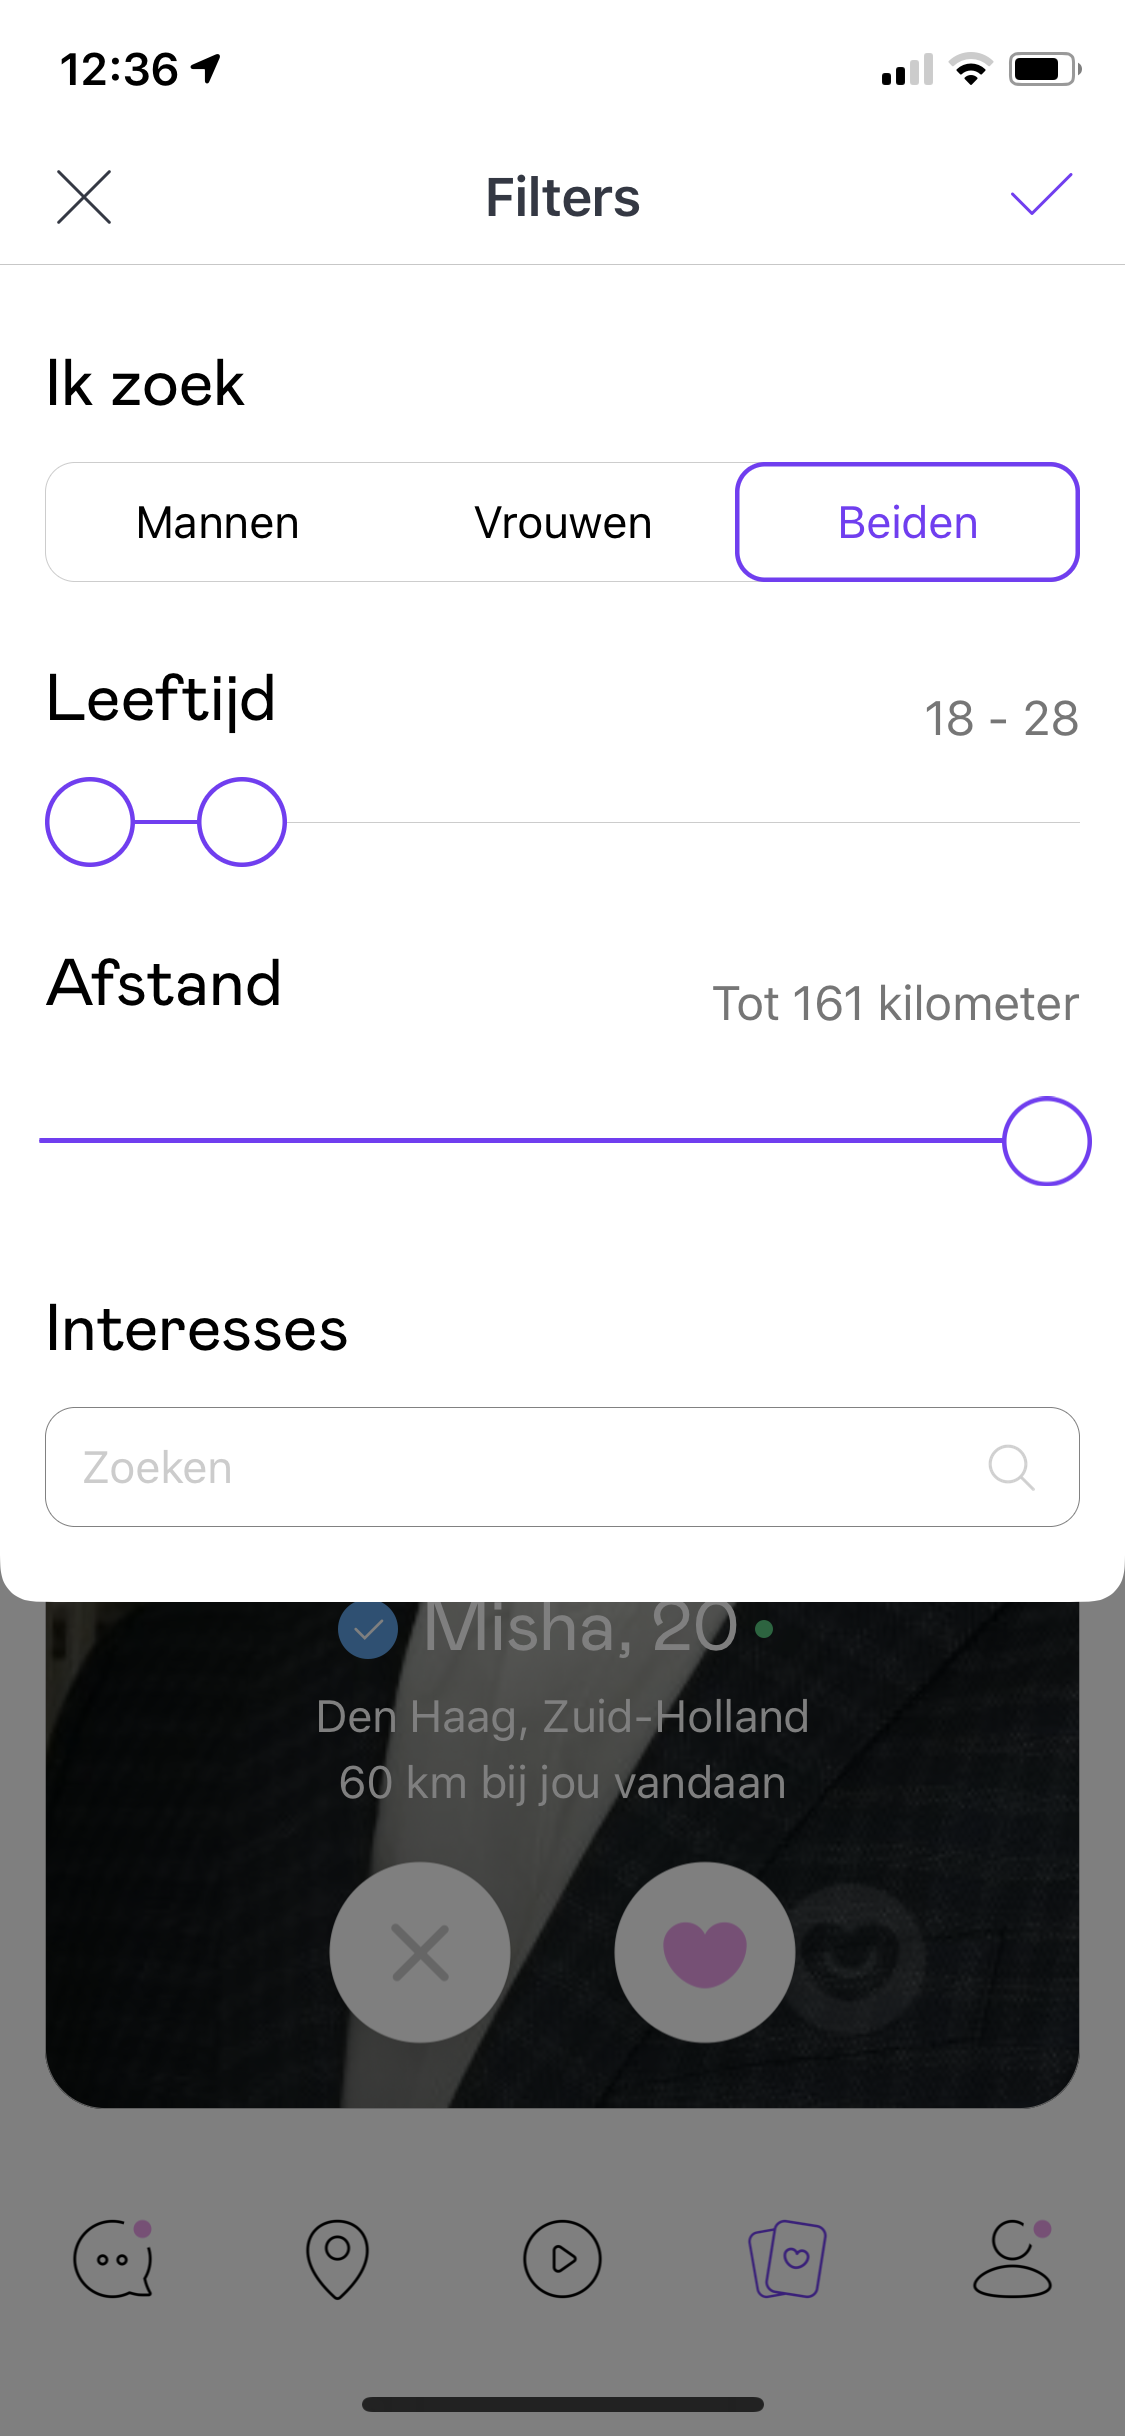 12:36
Filters
Ik zoek
Mannen Vrouwen Beiden
Leeftijd
18 - 28
Afstand
Tot 161 kilometer
Interesses
Zoeken
Misha, 20
Den Haag, Zuid-Holland
60 km bij jou vandaan